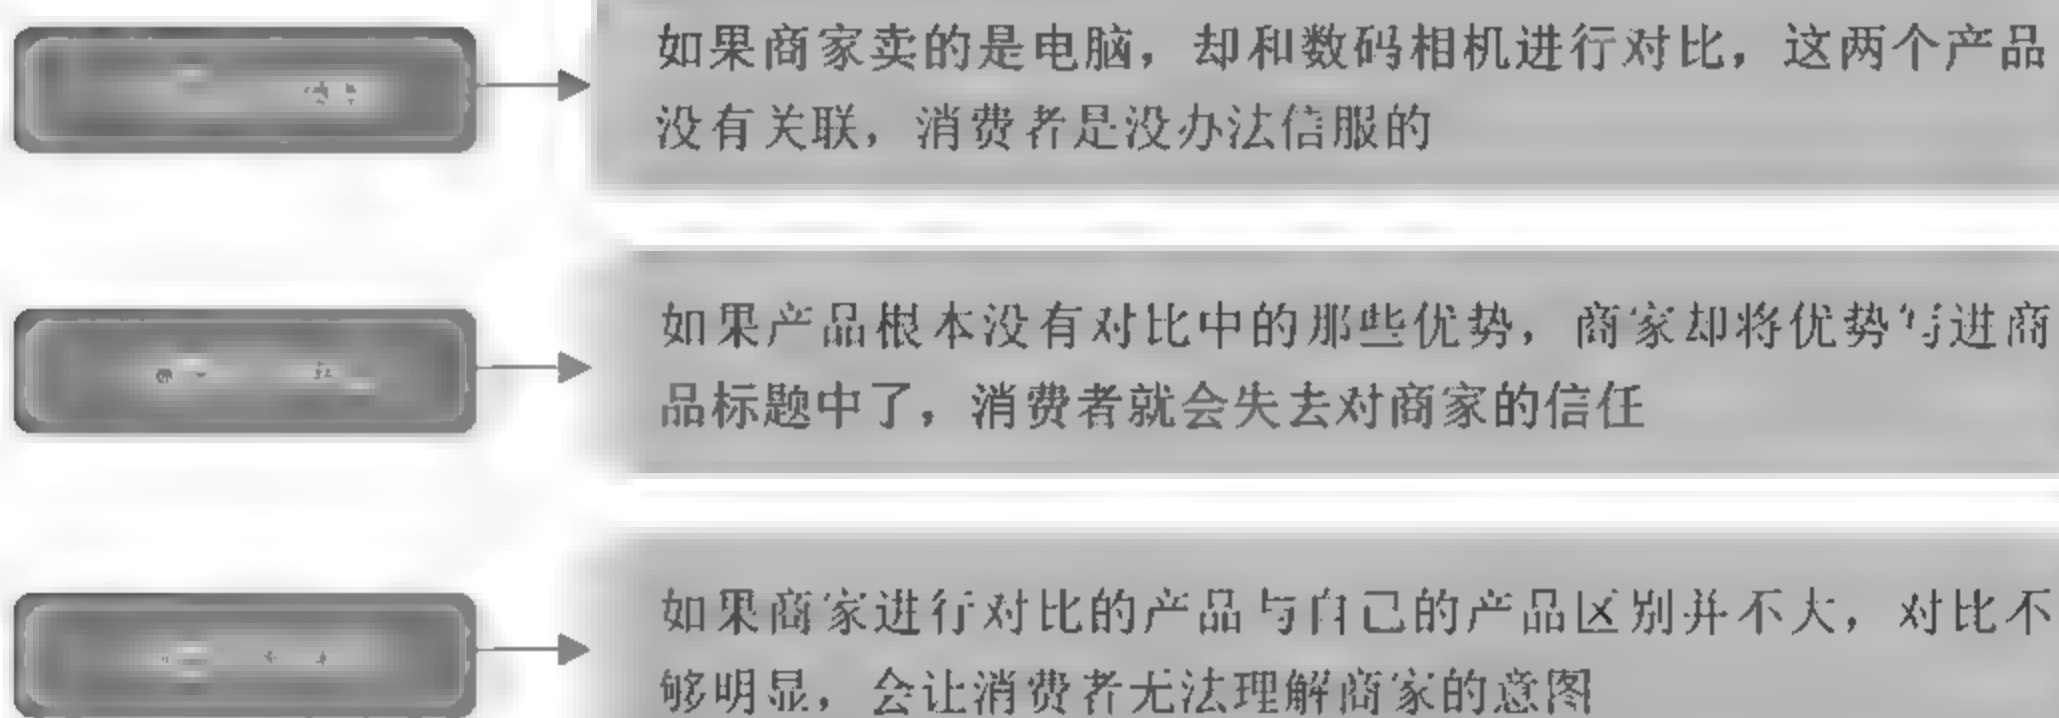 如果商家卖的是电脑，却和数码相机进行对比，这两个产品
没有关联，消费者是没办法信服的
如果产品根本没有对比中的那些优势，商家却将优势写进商
品标题中了，消费者就会失去对商家的信任
如果商家进行对比的产品与自己的产品区别并不大，对比不
够明显，会让消费者无法理解商家的意图